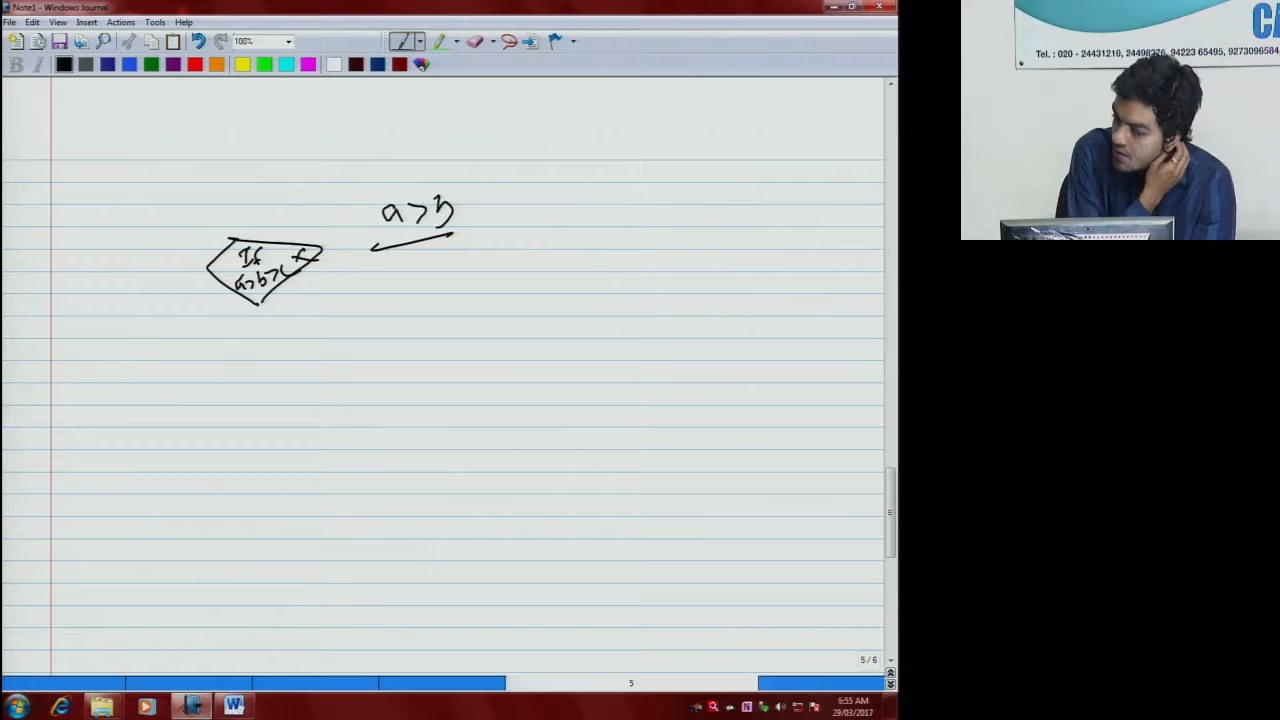 Note1 - Windows Journal
File Edit View Insert Actions Tools Help
100%
B I
CA
Tel. : 020 - 24431210, 24498276, 94223 65495, 9273096584
a > b
If
a>b>c
5 / 6
5
6:55 AM
29/03/2017